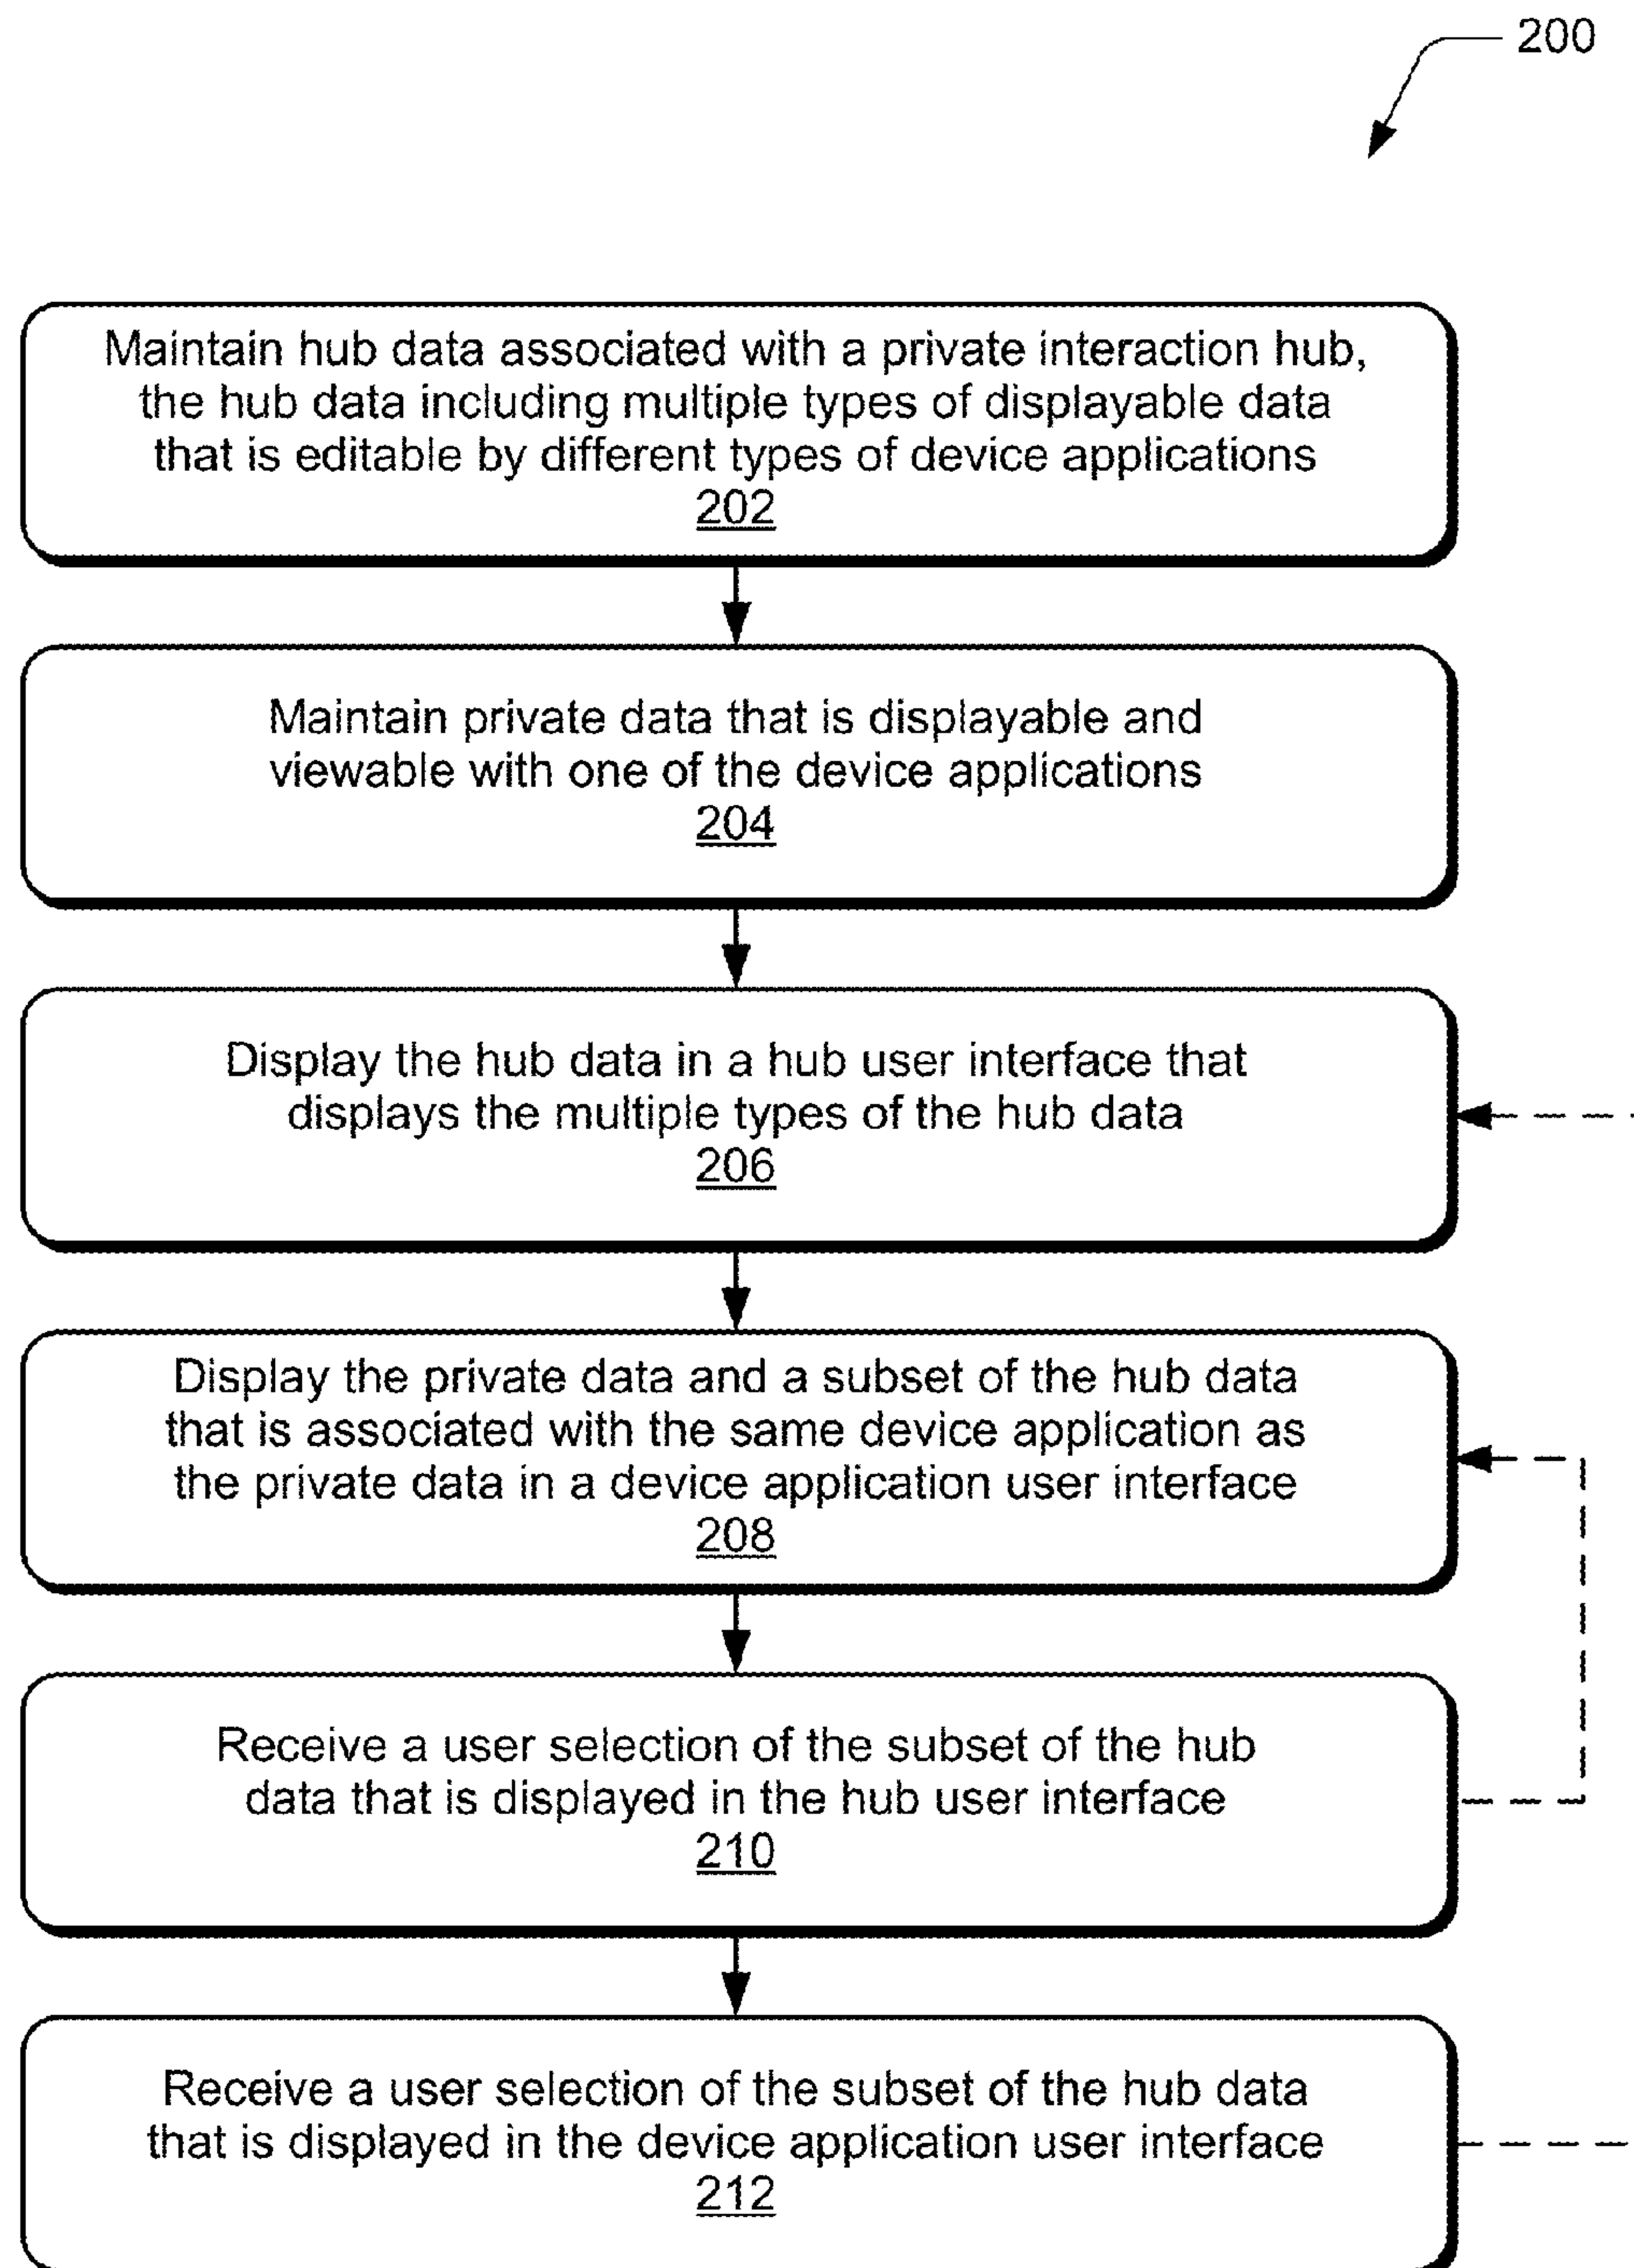 200
Maintain hub data associated with a private interaction hub,
the hub data including multiple types of displayable data
that is editable by different types of device applications
202
Maintain private data that is displayable and
viewable with one of the device applications
204
Display the hub data in a hub user interface that
displays the multiple types of the hub data
206
Display the private data and a subset of the hub data
that is associated with the same device application as
the private data in a device application user interface
208
Receive a user selection of the subset of the hub
data that is displayed in the hub user interface
210
Receive a user selection of the subset of the hub data
that is displayed in the device application user interface
212